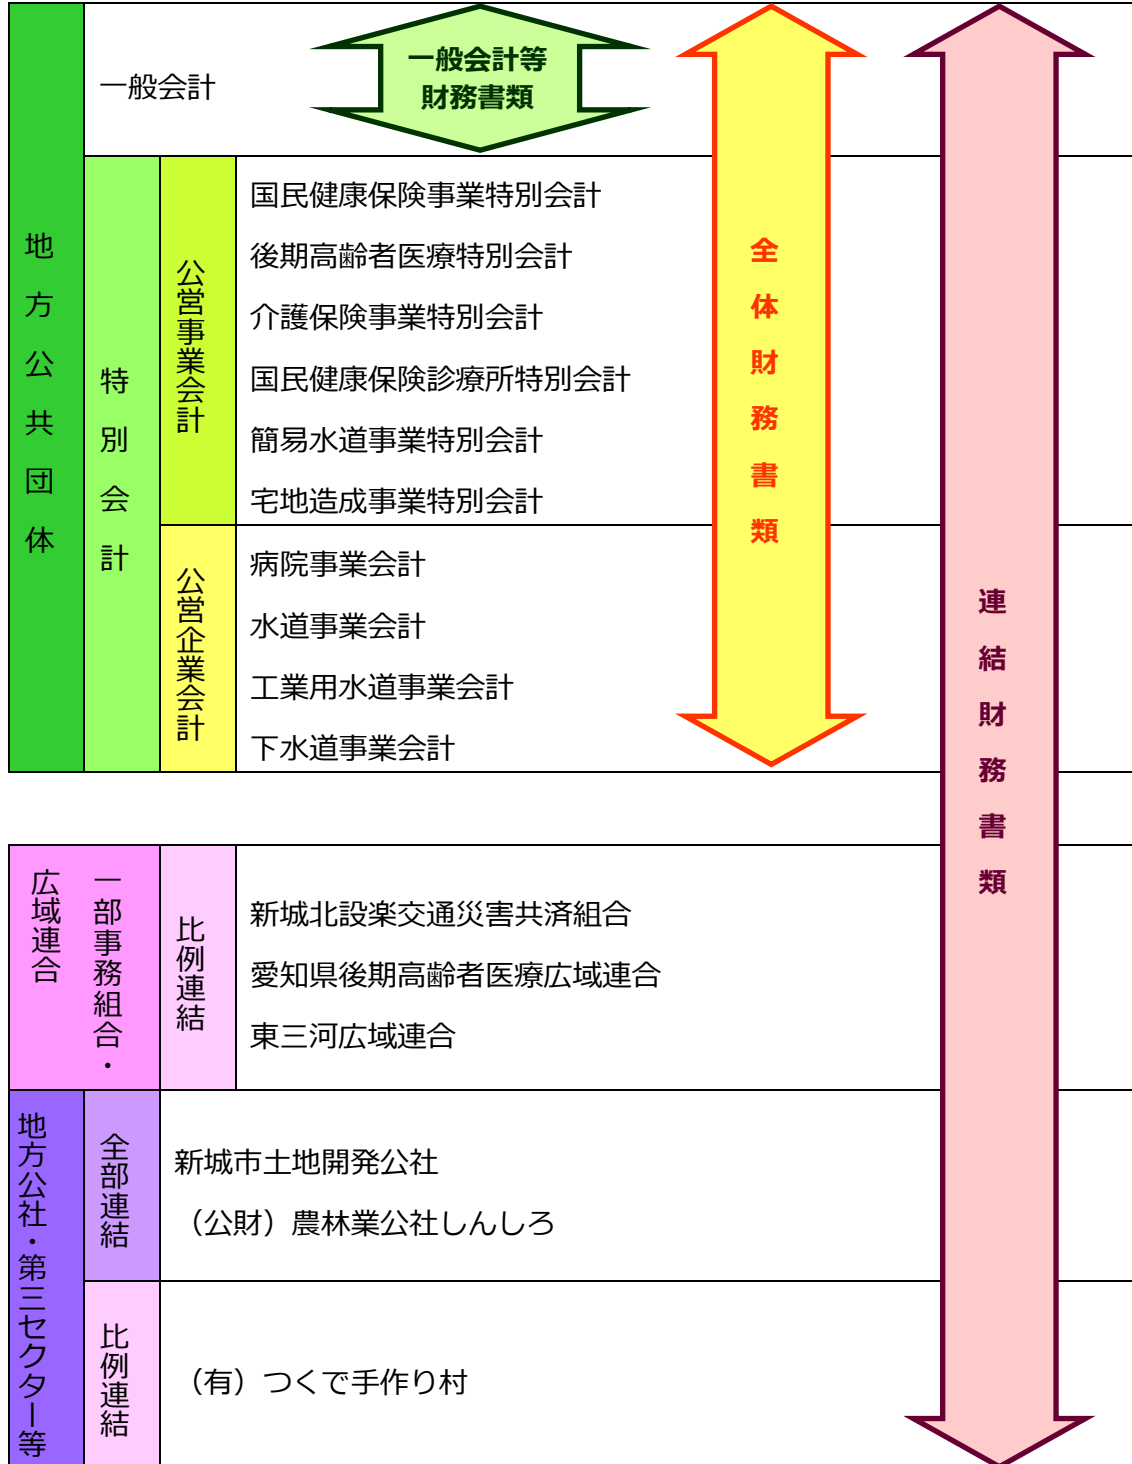 地方公共団体
一般会計
一般会計等
財務書類
特別会計
公営事業会計
国民健康保険事業特別会計
後期高齢者医療特別会計
介護保険事業特別会計
国民健康保険診療所特別会計
簡易水道事業特別会計
宅地造成事業特別会計
公営企業会計
病院事業会計
水道事業会計
工業用水道事業会計
下水道事業会計
全体財務書類
連結財務書類
一部事務組合・
広域連合
比例連結
新城北設楽交通災害共済組合
愛知県後期高齢者医療広域連合
東三河広域連合
地方公社・第三セクター等
全部連結
新城市土地開発公社
（公財）農林業公社しんしろ
比例連結
（有）つくで手作り村